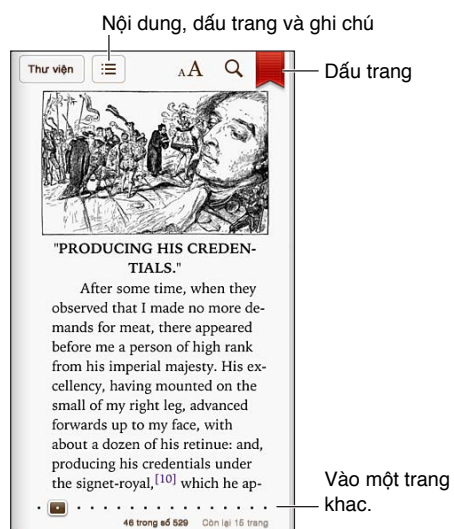 Nội dung, dấu trang và ghi chú
Thư viện
AA
Dấu trang
"PRODUCING HIS CREDEN-
TIALS."
After some time, when they
observed that I made no more de-
mands for meat, there appeared
before me a person of high rank
from his imperial majesty. His ex-
cellency, having mounted on the
small of my right leg, advanced
forwards up to my face, with
about a dozen of his retinue: and,
producing his credentials under
the signet-royal,[10] which he ap-
Vào một trang
khac.
46 trong số 529 Còn lại 15 trang